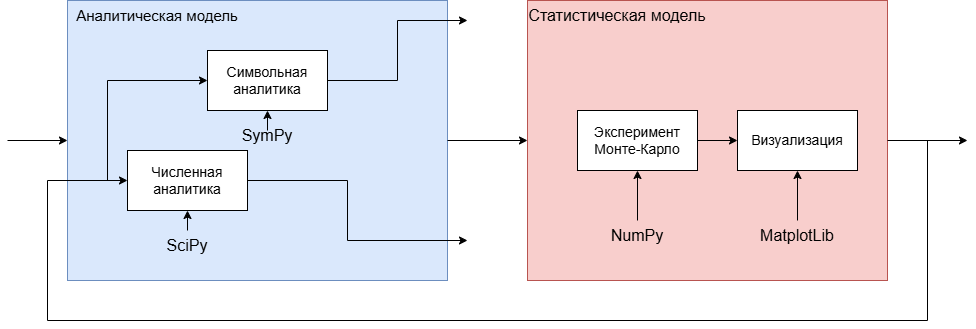 Аналитическая модель
Символьная
аналитика
SymPy
Численная
аналитика
SciPy
Статистическая модель
Эксперимент
Монте-Карло
NumPy
Визуализация
MatplotLib